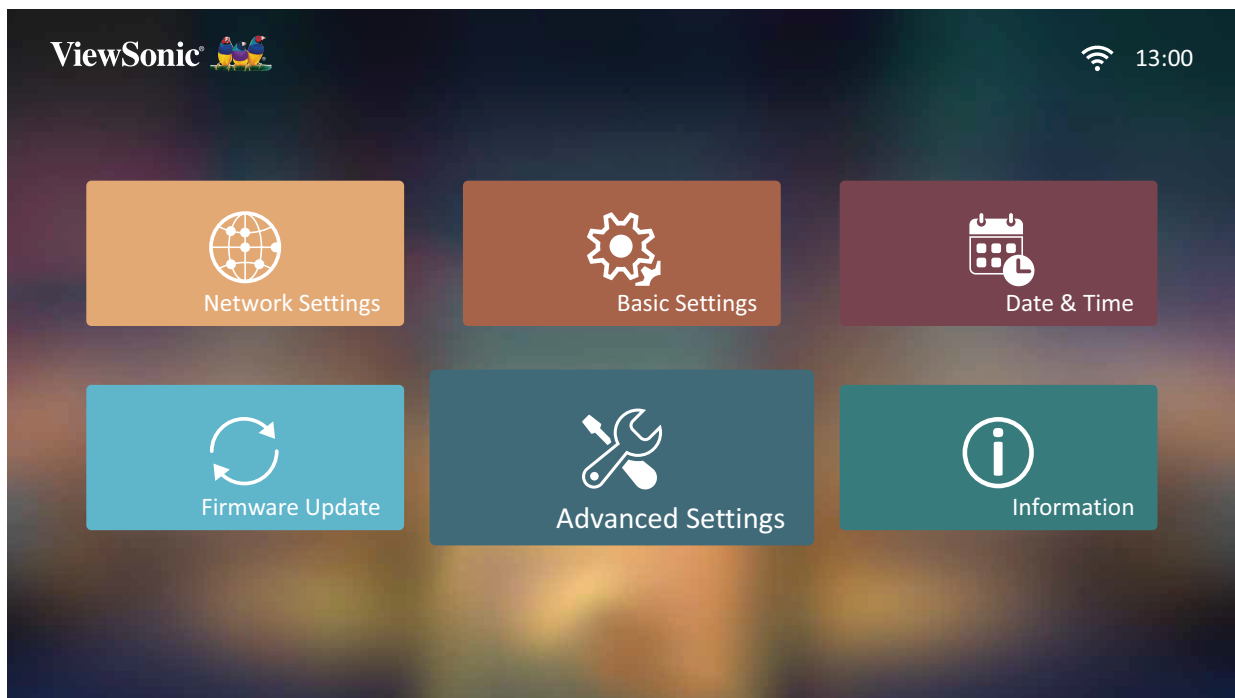 ViewSonic®
13:00
Network Settings
Basic Settings
Date & Time
Firmware Update
Advanced Settings
Information